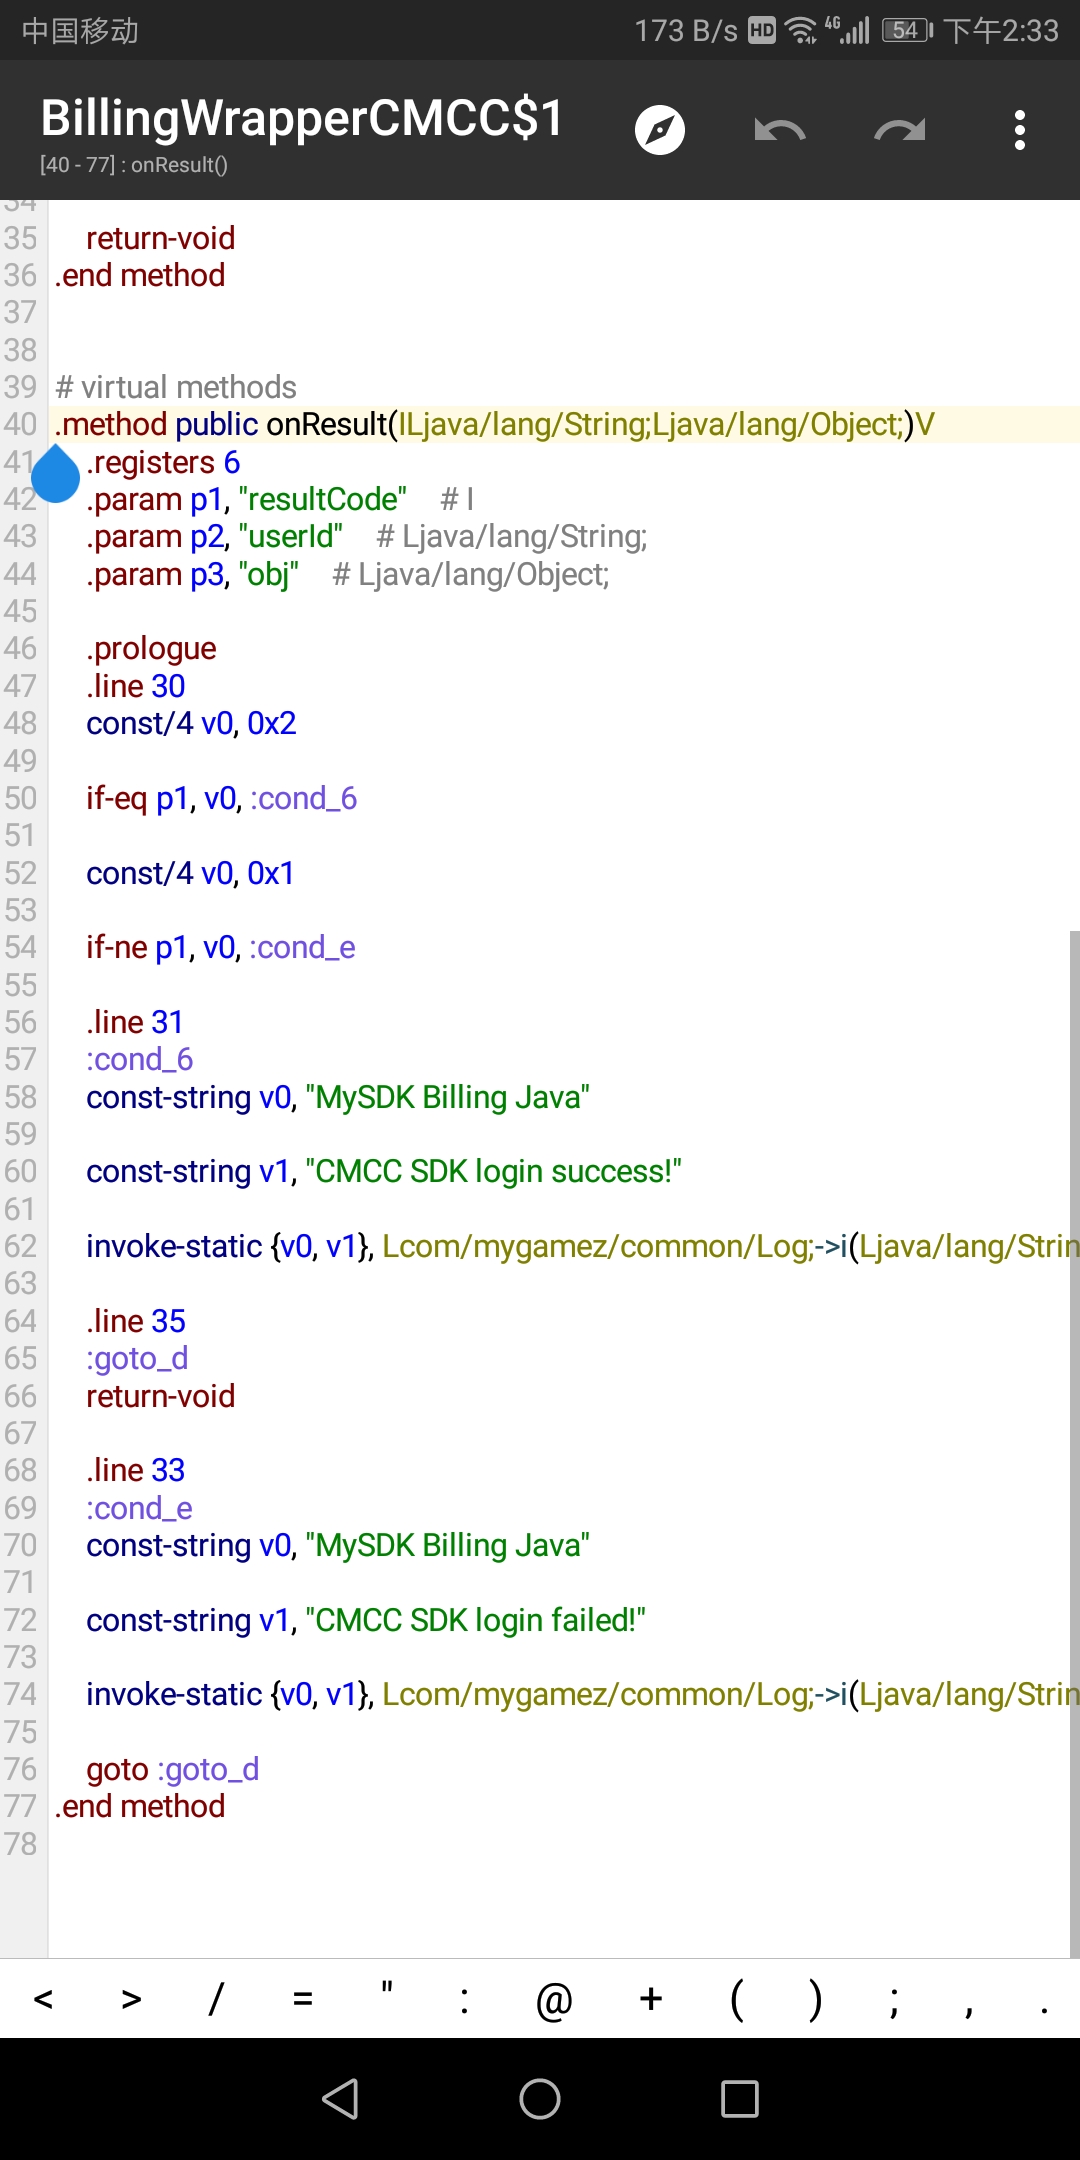 中国移动 173 B/s HD 4G 54 下午2:33
BillingWrapperCMCC$1
[40 - 77] : onResult()
34
35 return-void
36 .end method
37
38
39 # virtual methods
40 .method public onResult(ILjava/lang/String;Ljava/lang/Object;)V
41 .registers 6
42 .param p1, "resultCode" # I
43 .param p2, "userId" # Ljava/lang/String;
44 .param p3, "obj" # Ljava/lang/Object;
45
46 .prologue
47 .line 30
48 const/4 v0, 0x2
49
50 if-eq p1, v0, :cond_6
51
52 const/4 v0, 0x1
53
54 if-ne p1, v0, :cond_e
55
56 .line 31
57 :cond_6
58 const-string v0, "MySDK Billing Java"
59
60 const-string v1, "CMCC SDK login success!"
61
62 invoke-static {v0, v1}, Lcom/mygamez/common/Log;->i(Ljava/lang/Strin
63
64 .line 35
65 :goto_d
66 return-void
67
68 .line 33
69 :cond_e
70 const-string v0, "MySDK Billing Java"
71
72 const-string v1, "CMCC SDK login failed!"
73
74 invoke-static {v0, v1}, Lcom/mygamez/common/Log;->i(Ljava/lang/Strin
75
76 goto :goto_d
77 .end method
78
< > / = " : @ + ( ) ; , .